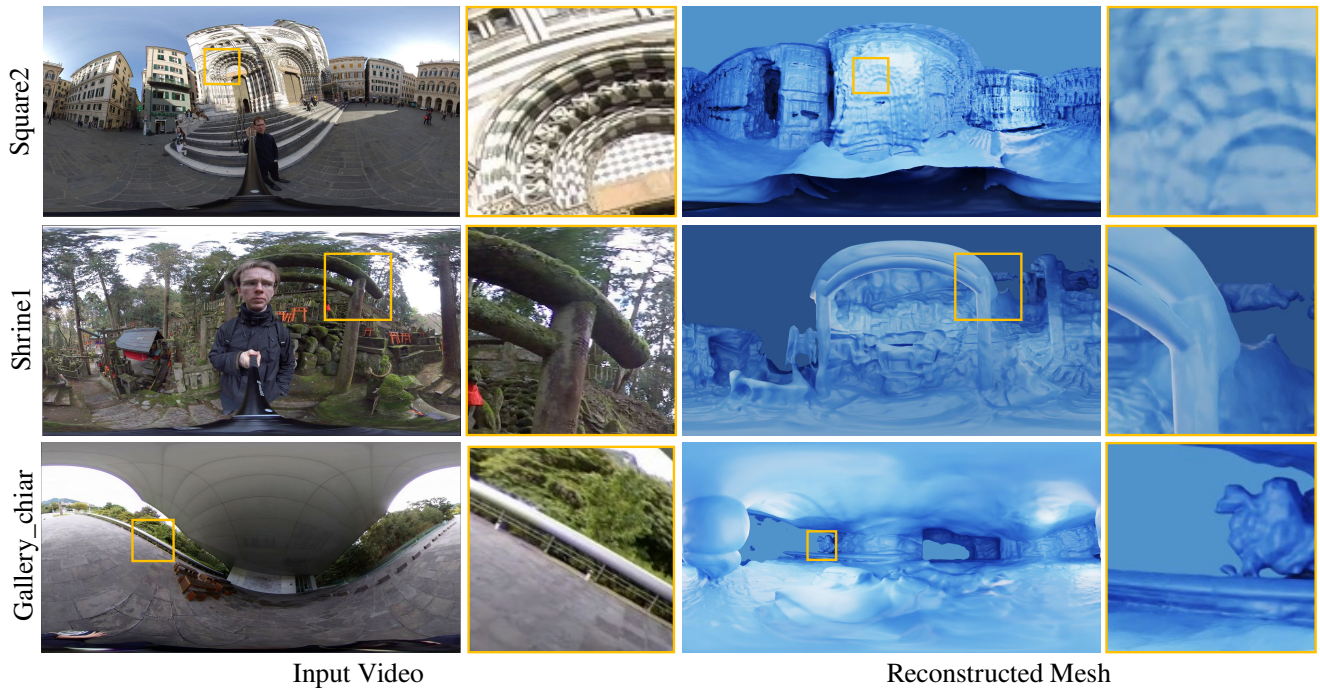 Square2
Shrine1
Gallery_chiar
Input Video
Reconstructed Mesh